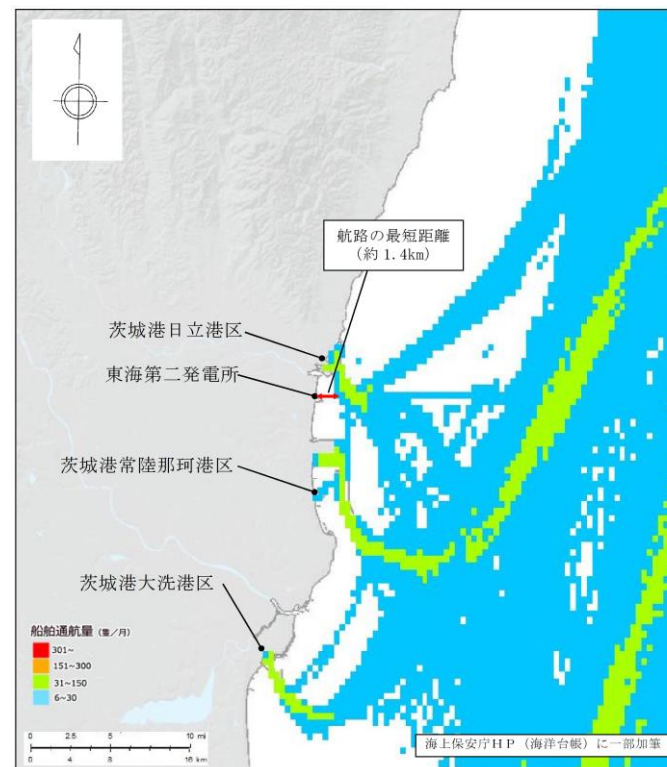 航路の最短距離
(約1.4km)
茨城港日立港区
東海第二発電所
茨城港常陸那珂港区
茨城港大洗港区
船舶通航量(隻/月)
301~
151~300
31~150
6~30
0 2.5 5 10 mi
0 4 8 16 km
海上保安庁HP(海洋台帳)に一部加筆